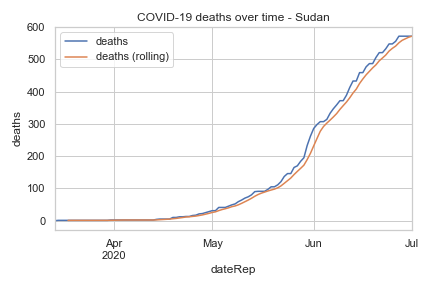 COVID-19 deaths over time - Sudan
deaths
deaths (rolling)
600
500
400
300
200
100
0
deaths
Apr
2020
May
Jun
Jul
dateRep